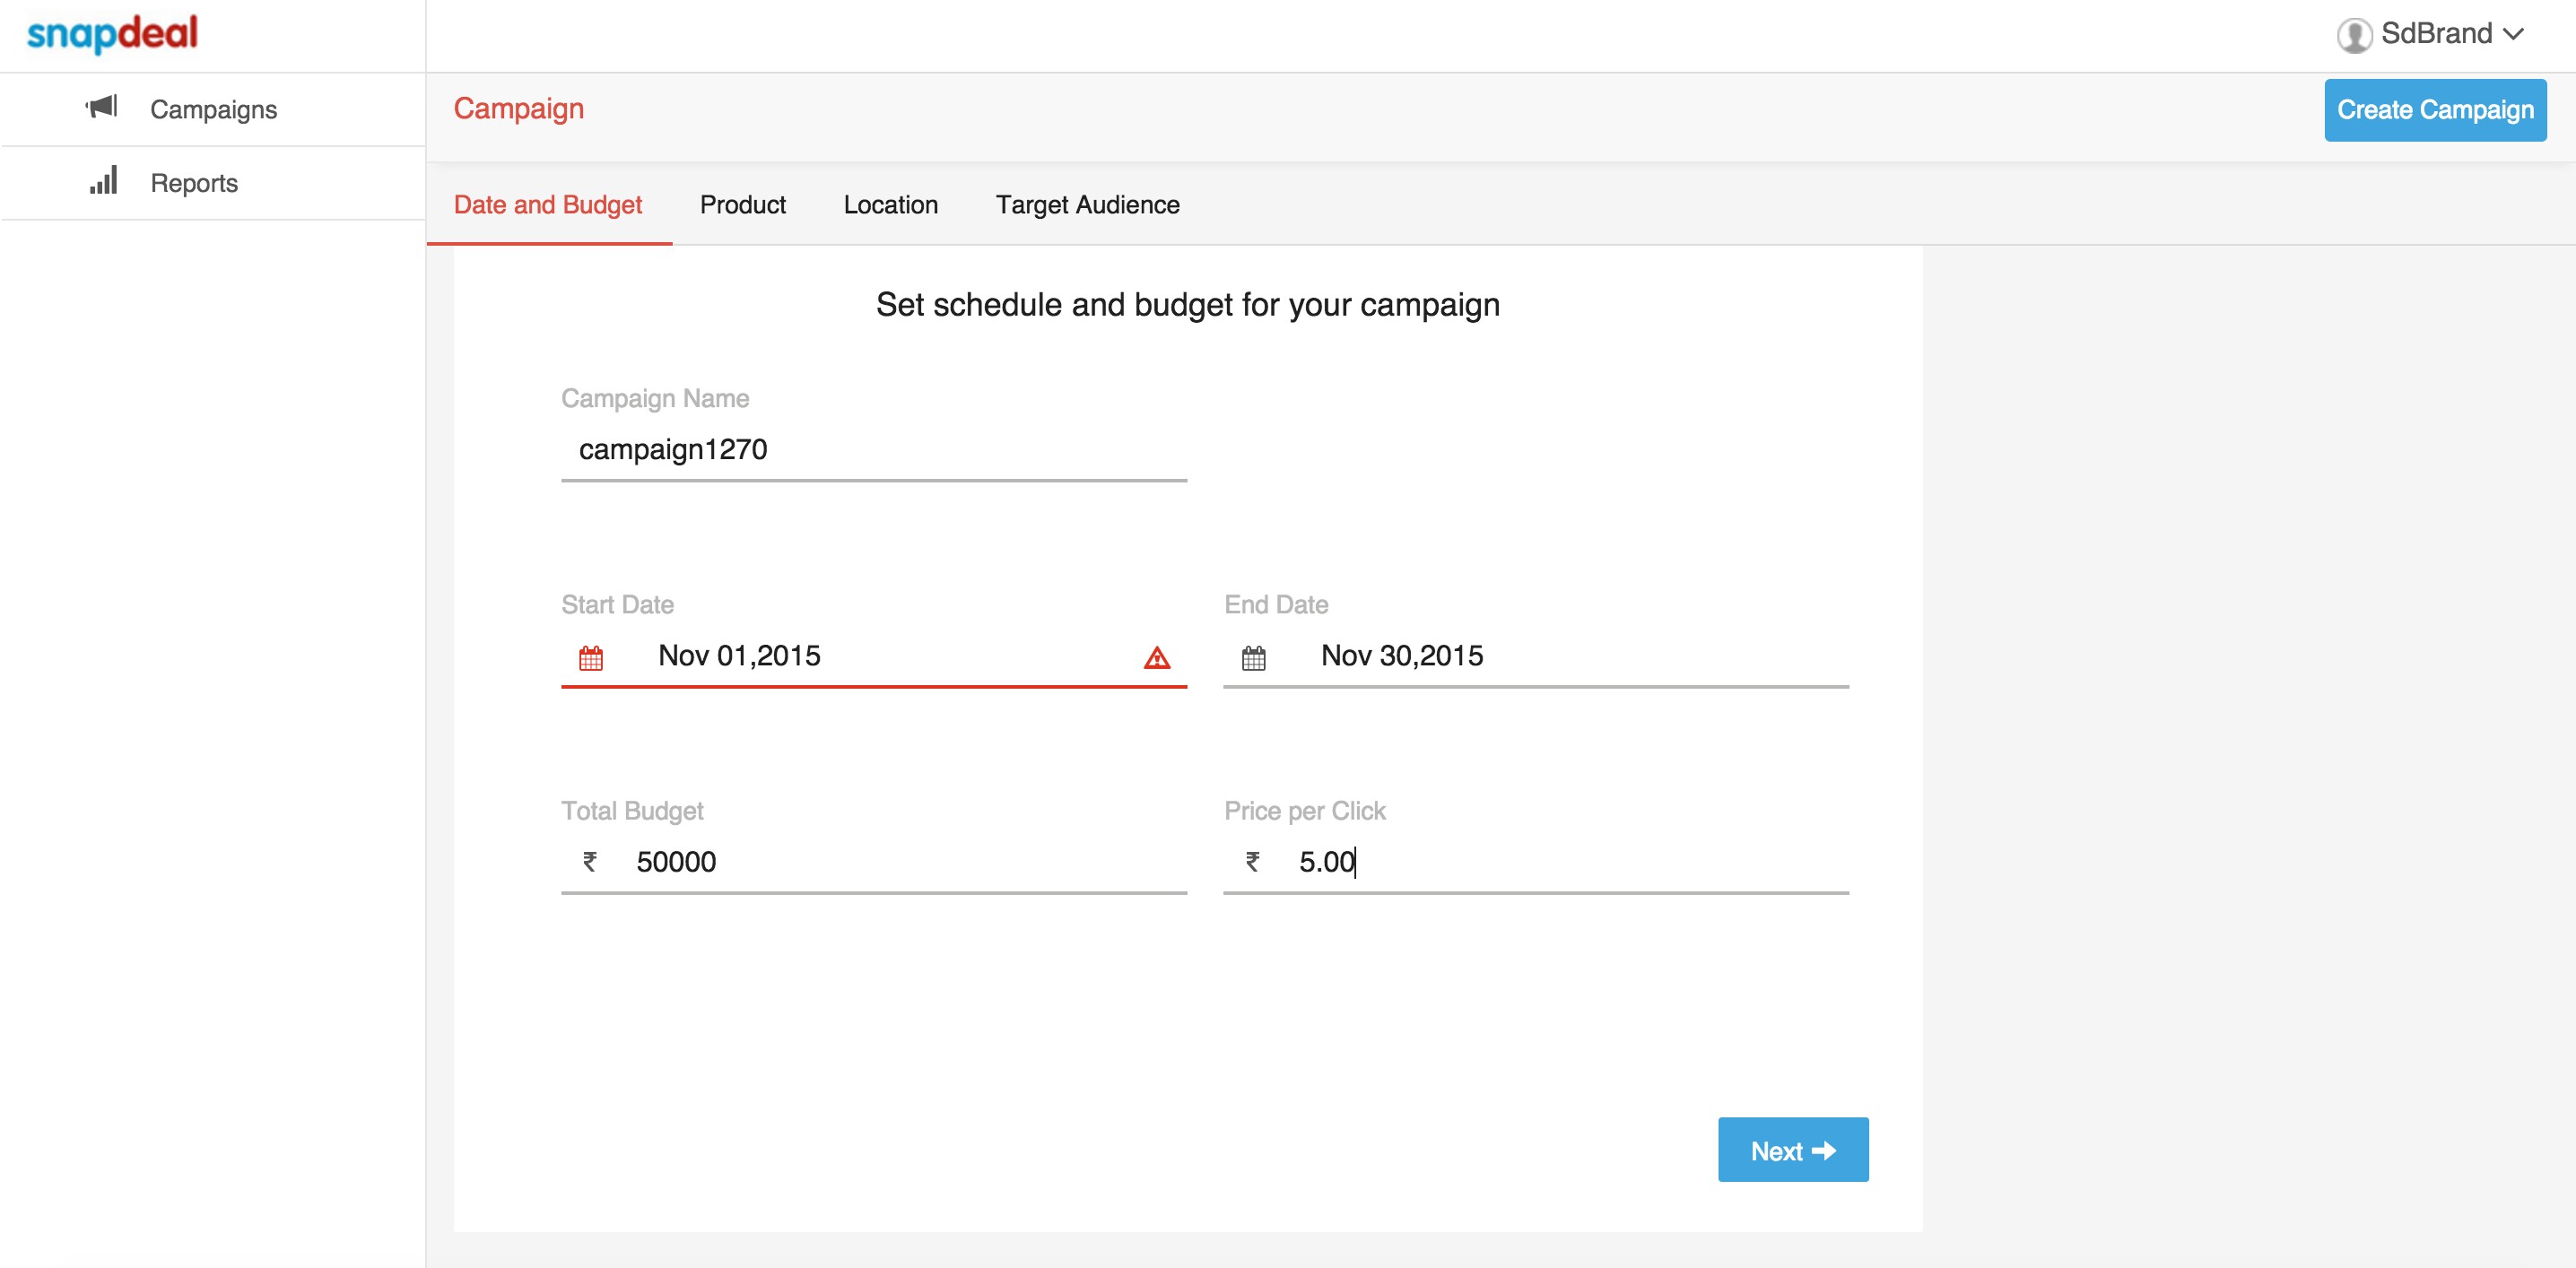 snapdeal
SdBrand
Campaigns
Reports
Campaign
Create Campaign
Date and Budget Product Location Target Audience
Set schedule and budget for your campaign
Campaign Name
campaign1270
Start Date End Date
Nov 01,2015 Nov 30,2015
Total Budget Price per Click
₹ 50000 ₹ 5.00
Next